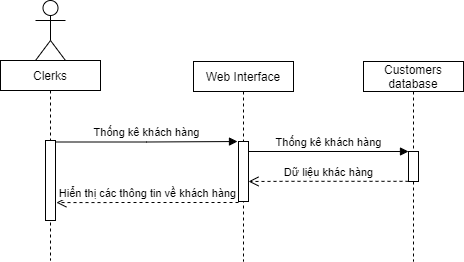 Clerks
Web Interface
Customers
database
Thống kê khách hàng
Thống kê khách hàng
Dữ liệu khác hàng
Hiển thị các thông tin về khách hàng